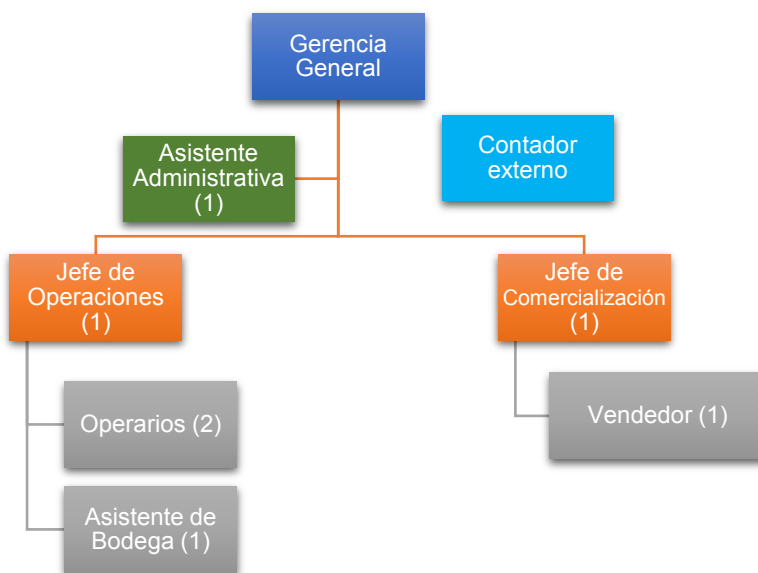 Gerencia
General
Asistente
Administrativa
(1)
Contador
externo
Jefe de
Operaciones
(1)
Jefe de
Comercialización
(1)
Operarios (2)
Vendedor (1)
Asistente de
Bodega (1)